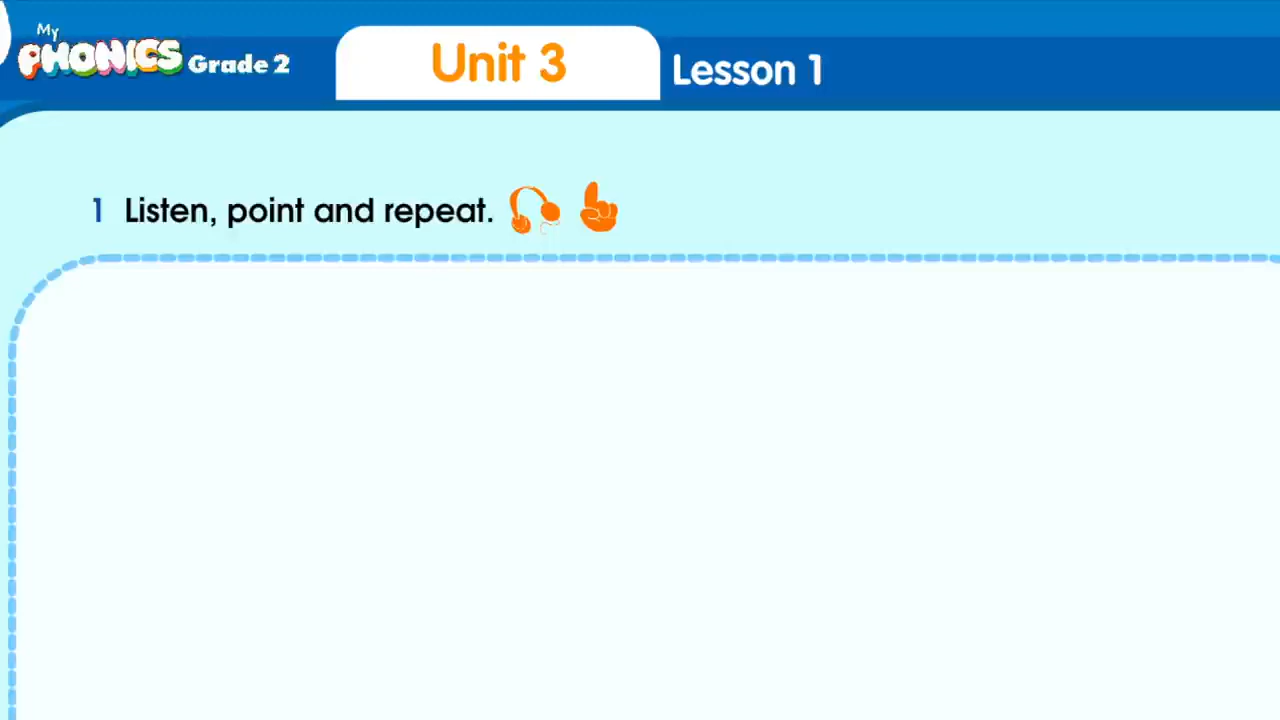 My
PHONICS Grade 2
Unit 3
Lesson 1
1 Listen, point and repeat.